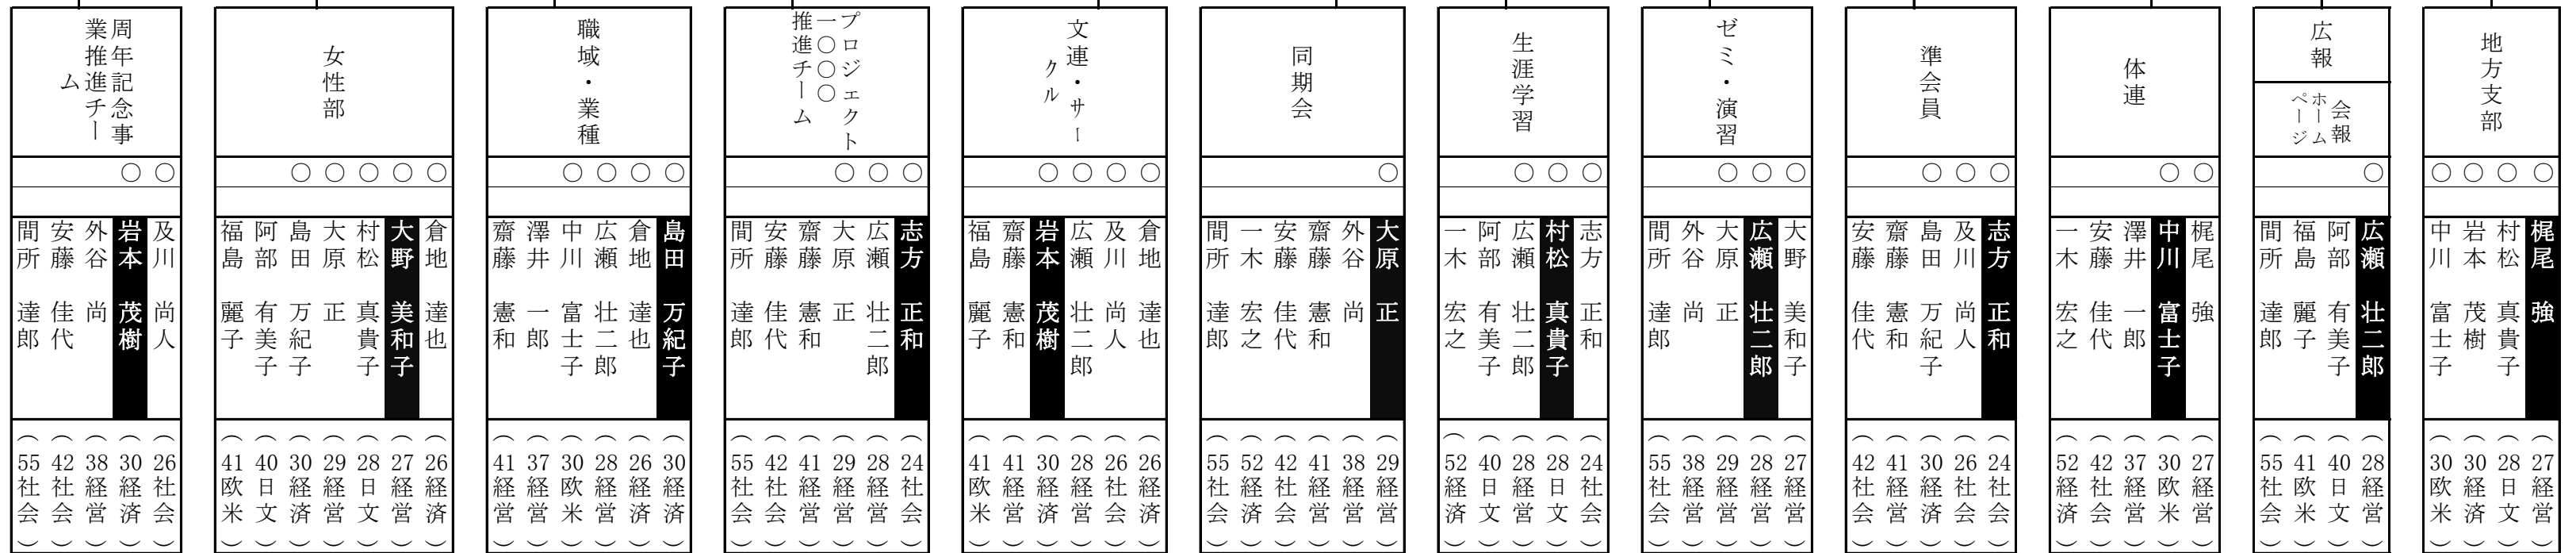 地方支部
○梶尾 強(27経営)
○村松 真貴子(28日文)
○岩本 茂樹(30経済)
○中川 富士子(30欧米)
広報
会報
ホームページ
○広瀬 壮二郎(28経営)
阿部 有美子(40日文)
福島 麗子(41欧米)
間所 達郎(55社会)
体連
○梶尾 強(27経営)
○中川 富士子(30欧米)
澤井 一郎(37経営)
安藤 佳代(42社会)
一木 宏之(52経済)
準会員
○志方 正和(24社会)
○及川 尚人(26社会)
○島田 万紀子(30経済)
齋藤 憲和(41経営)
安藤 佳代(42社会)
ゼミ・演習
○大野 美和子(27経営)
○広瀬 壮二郎(28経営)
○大原 正(29経営)
外谷 尚(38経営)
間所 達郎(55社会)
生涯学習
○志方 正和(24社会)
○村松 真貴子(28日文)
○広瀬 壮二郎(28経営)
阿部 有美子(40日文)
一木 宏之(52経済)
同期会
○大原 正(29経営)
外谷 尚(38経営)
齋藤 憲和(41経営)
安藤 佳代(42社会)
一木 宏之(52経済)
間所 達郎(55社会)
文連・サー
クル
○倉地 達也(26経済)
○及川 尚人(26社会)
○広瀬 壮二郎(28経営)
○岩本 茂樹(30経済)
齋藤 憲和(41経営)
福島 麗子(41欧米)
プロジェクト
一〇〇〇
推進チーム
○志方 正和(24社会)
○広瀬 壮二郎(28経営)
○大原 正(29経営)
齋藤 憲和(41経営)
安藤 佳代(42社会)
間所 達郎(55社会)
職域・業種
○島田 万紀子(30経済)
○倉地 達也(26経済)
○広瀬 壮二郎(28経営)
○中川 富士子(30欧米)
澤井 一郎(37経営)
齋藤 憲和(41経営)
女性部
○倉地 達也(26経済)
○大野 美和子(27経営)
○村松 真貴子(28日文)
○大原 正(29経営)
○島田 万紀子(30経済)
阿部 有美子(40日文)
福島 麗子(41欧米)
周年記念事
業推進チー
ム
○及川 尚人(26社会)
○岩本 茂樹(30経済)
外谷 尚(38経営)
安藤 佳代(42社会)
間所 達郎(55社会)